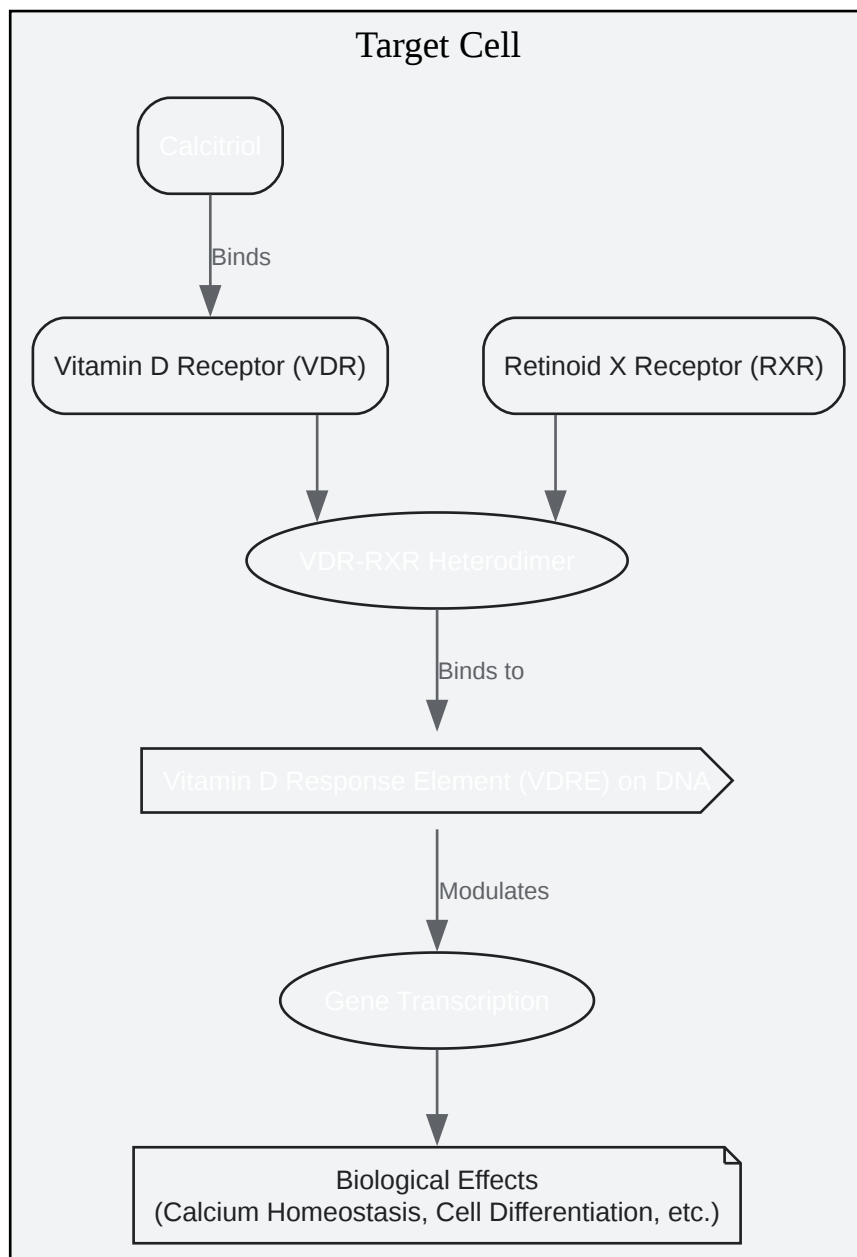 Target Cell
Calcitriol
Binds
Vitamin D Receptor (VDR)
Retinoid X Receptor (RXR)
VDR-RXR Heterodimer
Binds to
Vitamin D Response Element (VDRE) on DNA
Modulates
Gene Transcription
Biological Effects
(Calcium Homeostasis, Cell Differentiation, etc.)